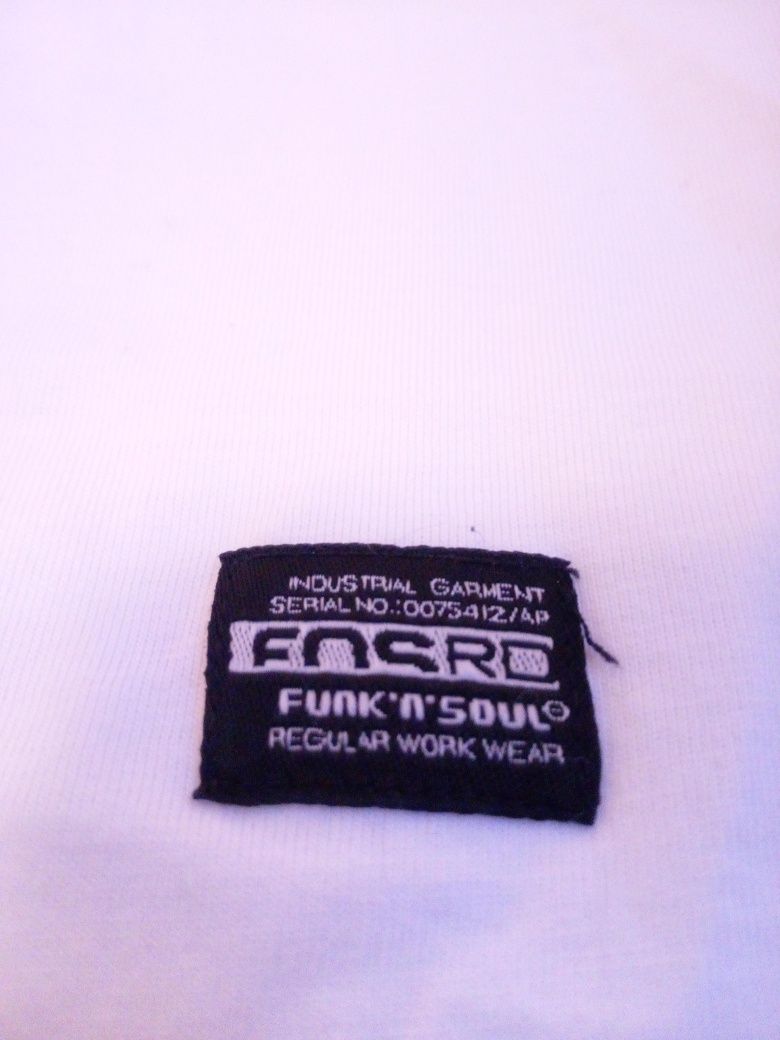 INDUSTRIAL GARMENT
SERIAL NO.:0075412/AP
FNSRD
FUNK'N'SOUL
REGULAR WORK WEAR